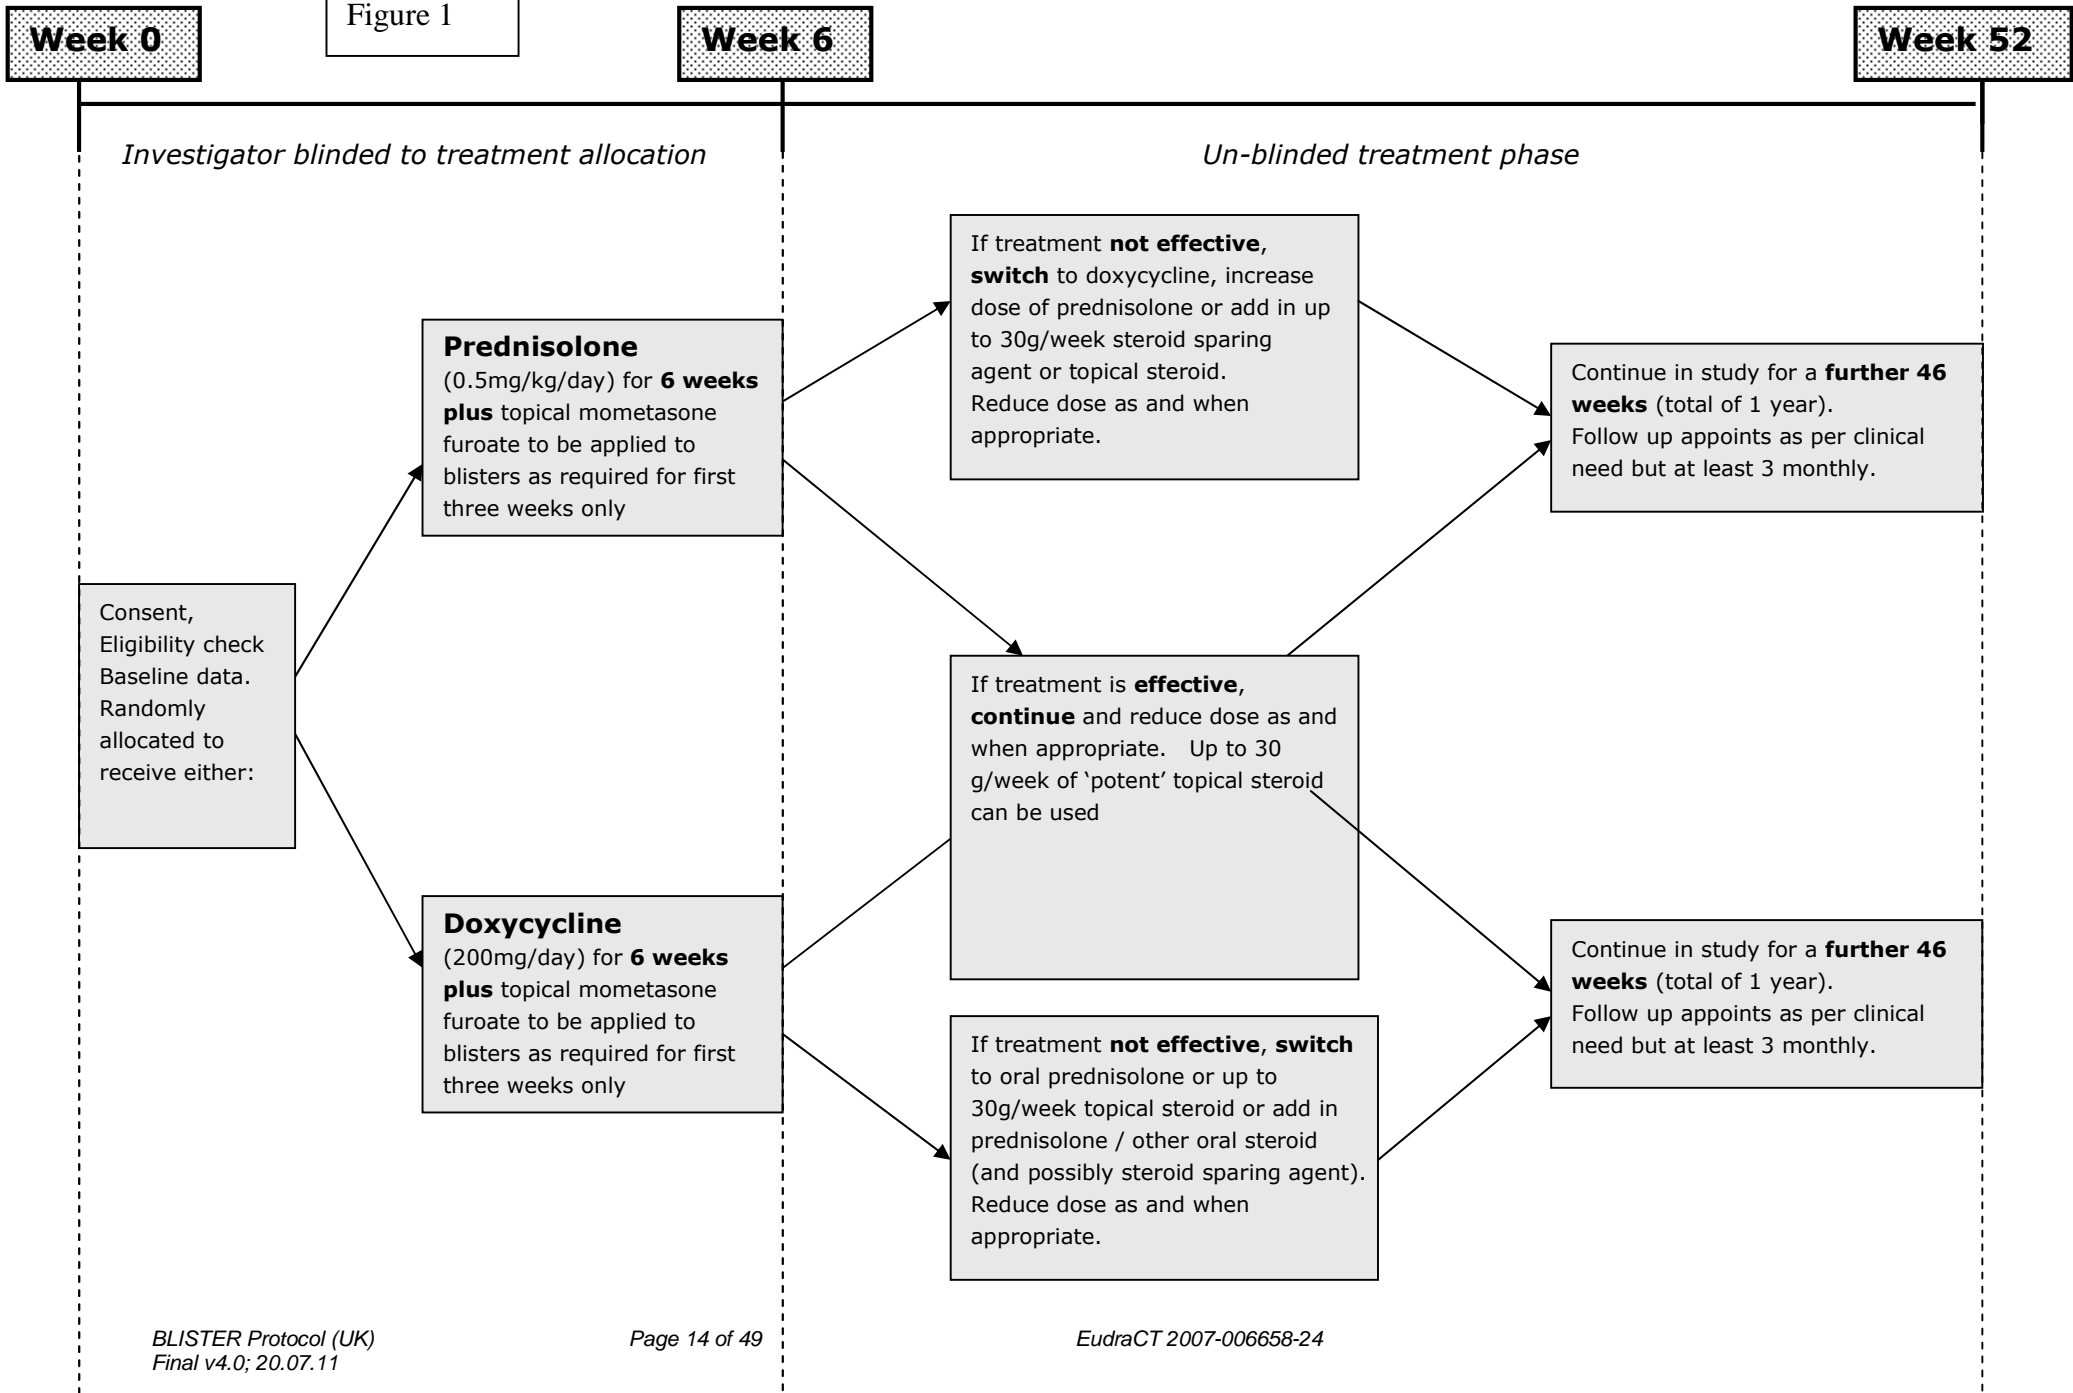 Figure 1
Week 0
Week 6
Week 52
Investigator blinded to treatment allocation
Un-blinded treatment phase
Consent,
Eligibility check
Baseline data.
Randomly
allocated to
receive either:
Prednisolone
(0.5mg/kg/day) for 6 weeks
plus topical mometasone
furoate to be applied to
blisters as required for first
three weeks only
Doxycycline
(200mg/day) for 6 weeks
plus topical mometasone
furoate to be applied to
blisters as required for first
three weeks only
If treatment not effective,
switch to doxycycline, increase
dose of prednisolone or add in up
to 30g/week steroid sparing
agent or topical steroid.
Reduce dose as and when
appropriate.
If treatment is effective,
continue and reduce dose as and
when appropriate. Up to 30
g/week of ‘potent’ topical steroid
can be used
If treatment not effective, switch
to oral prednisolone or up to
30g/week topical steroid or add in
prednisolone / other oral steroid
(and possibly steroid sparing agent).
Reduce dose as and when
appropriate.
Continue in study for a further 46
weeks (total of 1 year).
Follow up appoints as per clinical
need but at least 3 monthly.
Continue in study for a further 46
weeks (total of 1 year).
Follow up appoints as per clinical
need but at least 3 monthly.
BLISTER Protocol (UK)
Final v4.0; 20.07.11
Page 14 of 49
EudraCT 2007-006658-24